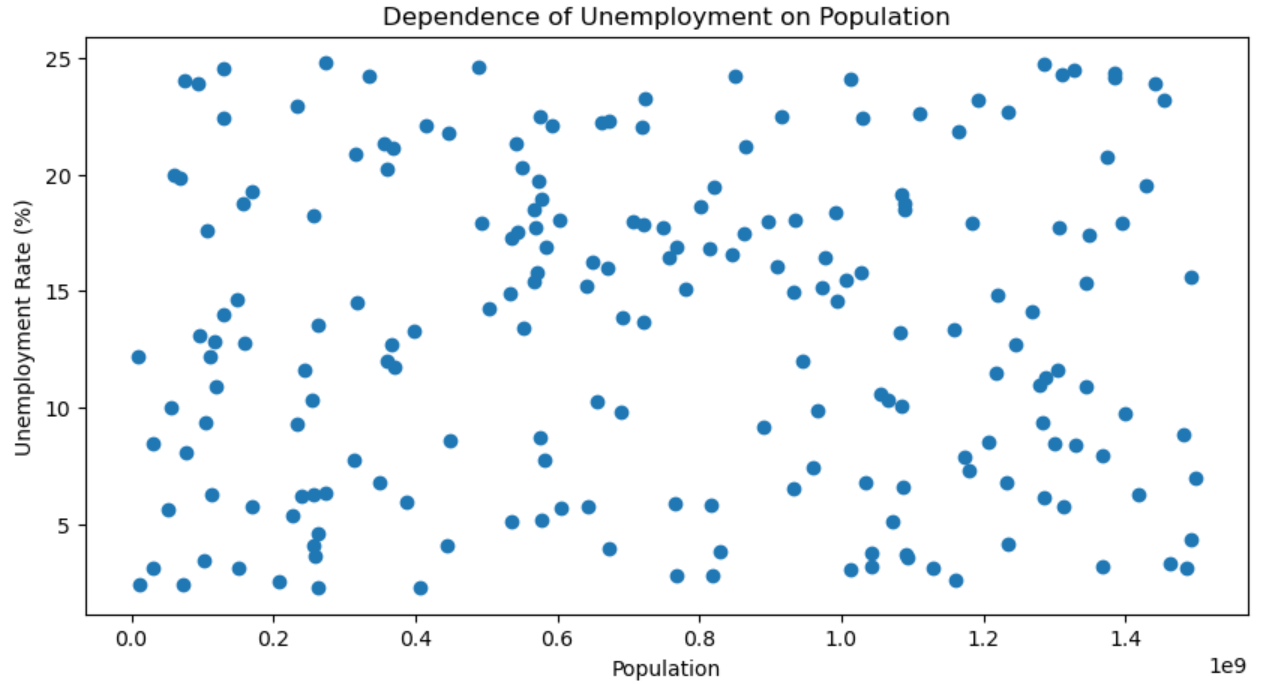 Dependence of Unemployment on Population
Unemployment Rate (%)
25
20
15
10
5
0.0 0.2 0.4 0.6 0.8 1.0 1.2 1.4
1e9
Population